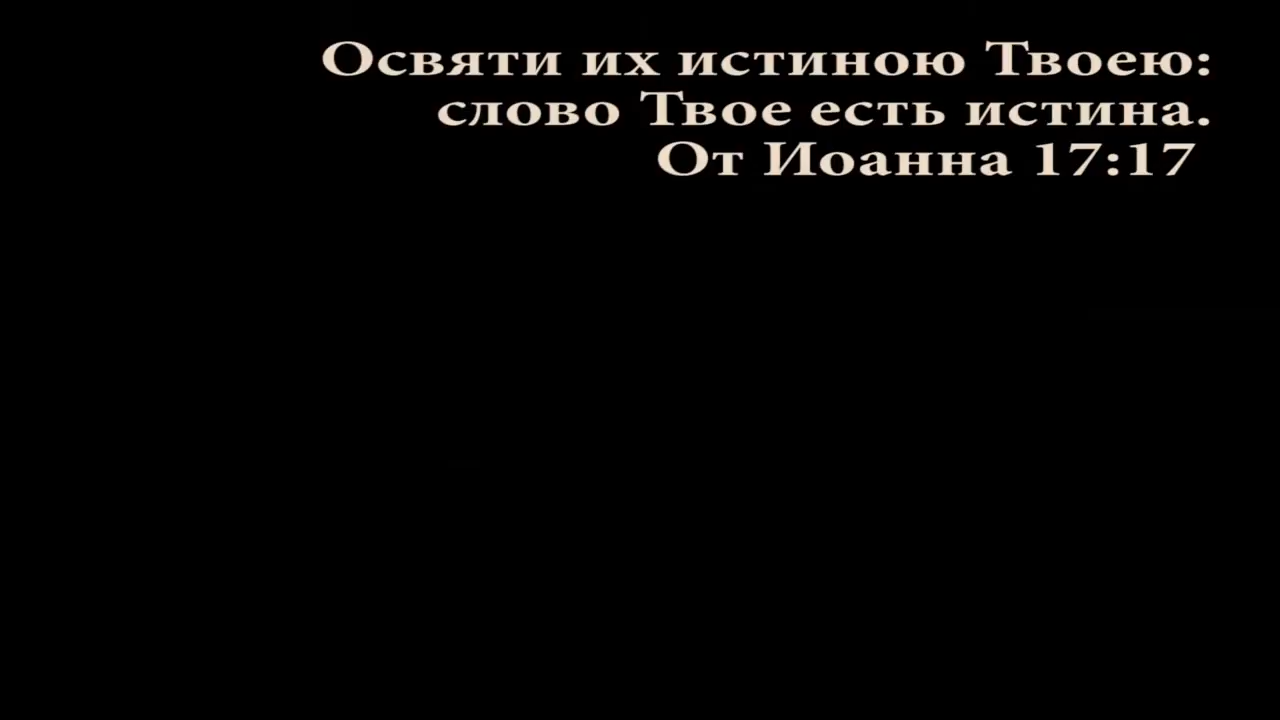 Освяти их истиною Твоею:
слово Твое есть истина.
От Иоанна 17:17